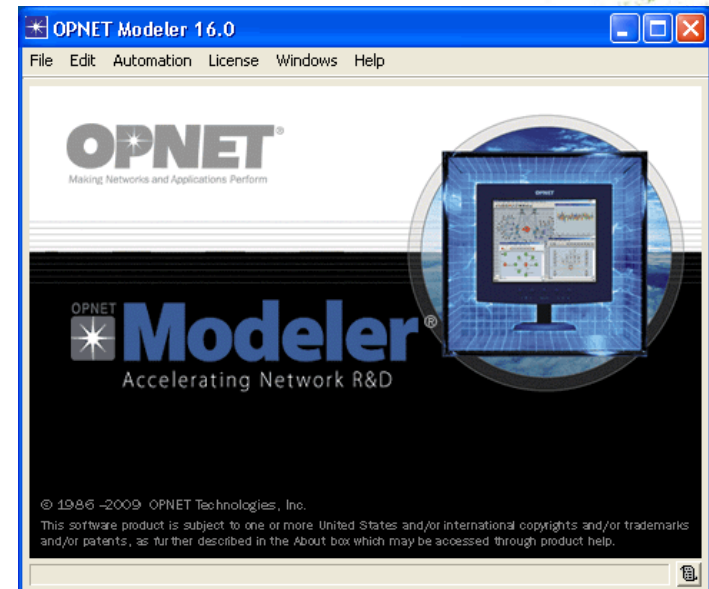 OPNET Modeler 16.0
File Edit Automation License Windows Help
OPNET®
Making Networks and Applications Perform
OPNET
OPNET
Modeler®
Accelerating Network R&D
© 1986 –2009 OPNET Technologies, Inc.
This software product is subject to one or more United States and/or international copyrights and/or trademarks
and/or patents, as further described in the About box which may be accessed through product help.